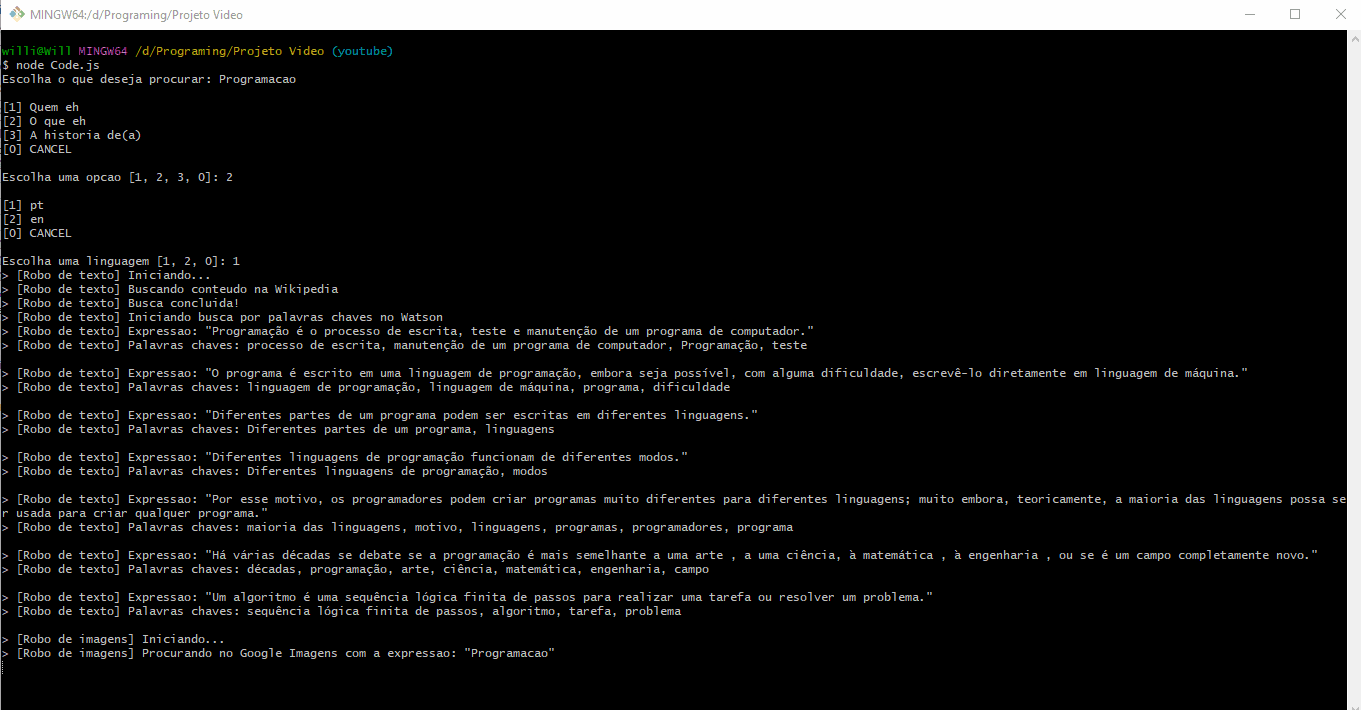 MINGW64:/d/Programing/Projeto Video
willi@Will MINGW64 /d/Programing/Projeto Video (youtube)
$ node Code.js
Escolha o que deseja procurar: Programacao
[1] Quem eh
[2] O que eh
[3] A historia de(a)
[0] CANCEL
Escolha uma opcao [1, 2, 3, 0]: 2
[1] pt
[2] en
[0] CANCEL
Escolha uma linguagem [1, 2, 0]: 1
> [Robo de texto] Iniciando...
> [Robo de texto] Buscando conteudo na Wikipedia
> [Robo de texto] Busca concluida!
> [Robo de texto] Iniciando busca por palavras chaves no Watson
> [Robo de texto] Expressao: "Programação é o processo de escrita, teste e manutenção de um programa de computador."
> [Robo de texto] Palavras chaves: processo de escrita, manutenção de um programa de computador, Programação, teste
> [Robo de texto] Expressao: "O programa é escrito em uma linguagem de programação, embora seja possível, com alguma dificuldade, escrevê-lo diretamente em linguagem de máquina."
> [Robo de texto] Palavras chaves: linguagem de programação, linguagem de máquina, programa, dificuldade
> [Robo de texto] Expressao: "Diferentes partes de um programa podem ser escritas em diferentes linguagens."
> [Robo de texto] Palavras chaves: Diferentes partes de um programa, linguagens
> [Robo de texto] Expressao: "Diferentes linguagens de programação funcionam de diferentes modos."
> [Robo de texto] Palavras chaves: Diferentes linguagens de programação, modos
> [Robo de texto] Expressao: "Por esse motivo, os programadores podem criar programas muito diferentes para diferentes linguagens; muito embora, teoricamente, a maioria das linguagens possa se
r usada para criar qualquer programa."
> [Robo de texto] Palavras chaves: maioria das linguagens, motivo, linguagens, programas, programadores, programa
> [Robo de texto] Expressao: "Há várias décadas se debate se a programação é mais semelhante a uma arte , a uma ciência, à matemática , à engenharia , ou se é um campo completamente novo."
> [Robo de texto] Palavras chaves: décadas, programação, arte, ciência, matemática, engenharia, campo
> [Robo de texto] Expressao: "Um algoritmo é uma sequência lógica finita de passos para realizar uma tarefa ou resolver um problema."
> [Robo de texto] Palavras chaves: sequência lógica finita de passos, algoritmo, tarefa, problema
> [Robo de imagens] Iniciando...
> [Robo de imagens] Procurando no Google Imagens com a expressao: "Programacao"